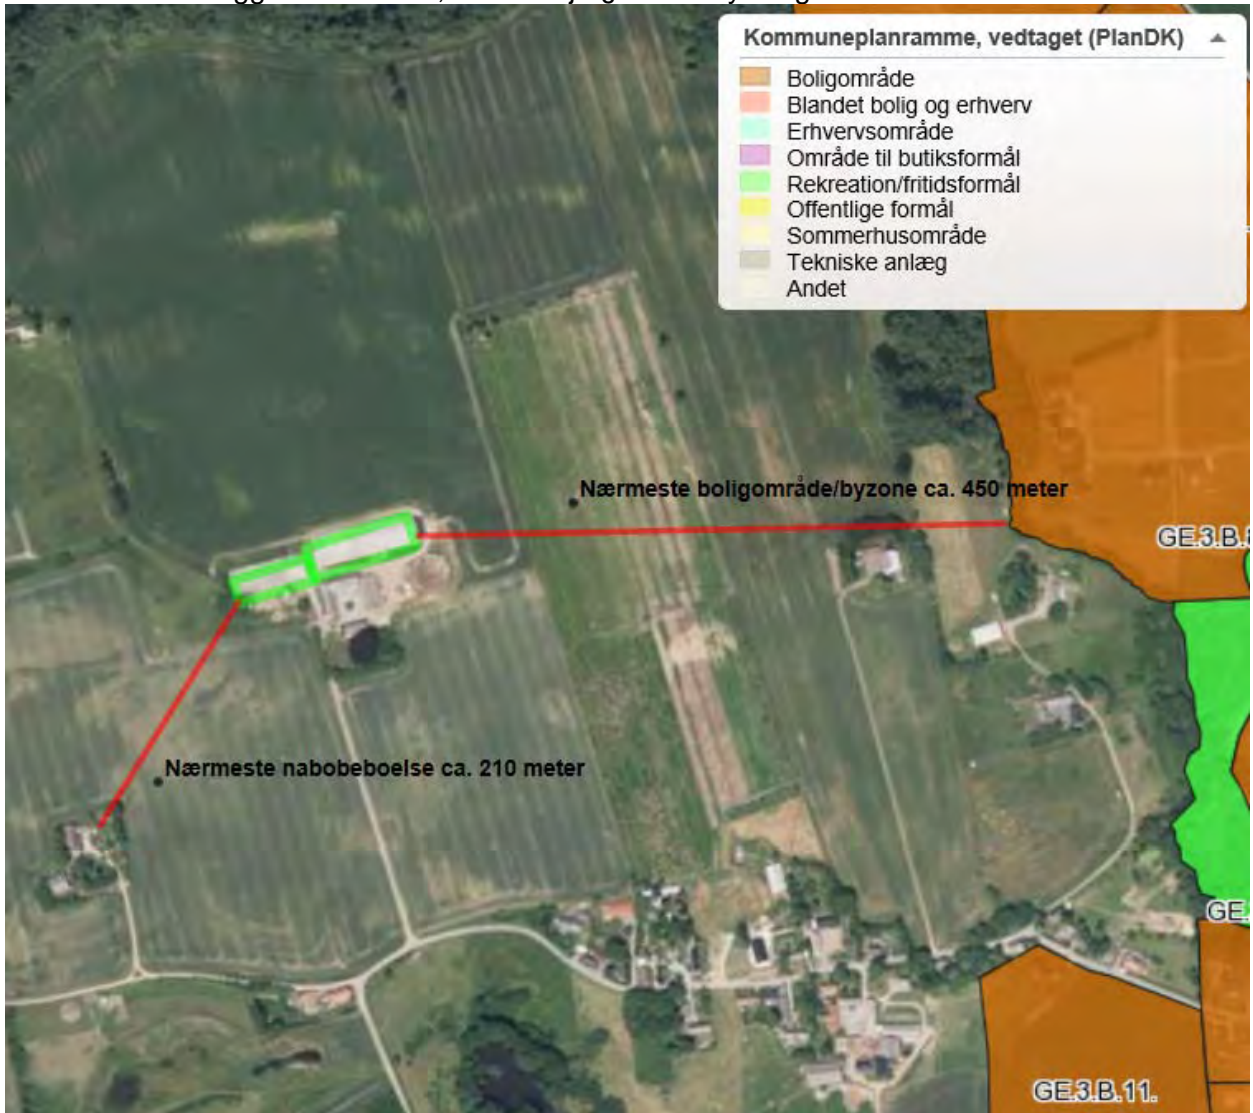 Kommuneplanramme, vedtaget (PlanDK)
Boligområde
Blandet bolig og erhverv
Erhvervsområde
Område til butiksformål
Rekreation/fritidsformål
Offentlige formål
Sommerhusområde
Tekniske anlæg
Andet
Nærmeste boligområde/byzone ca. 450 meter
GE.3.B.8
Nærmeste nabobeboelse ca. 210 meter
GE.
GE.3.B.11.